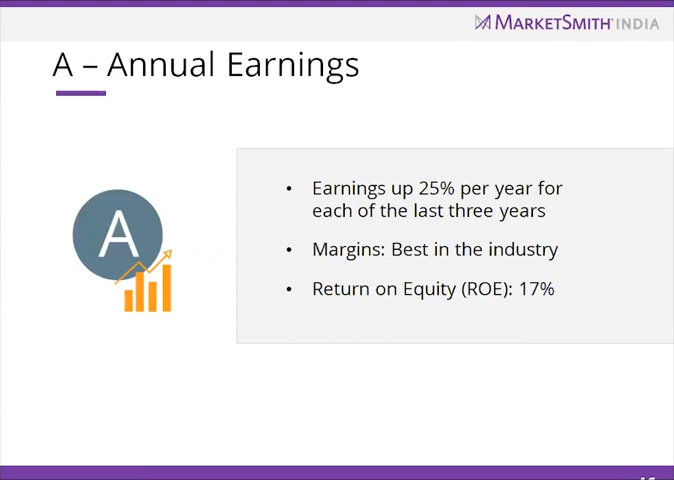 MARKETSMITH INDIA
A – Annual Earnings
A
• Earnings up 25% per year for
each of the last three years
• Margins: Best in the industry
• Return on Equity (ROE): 17%